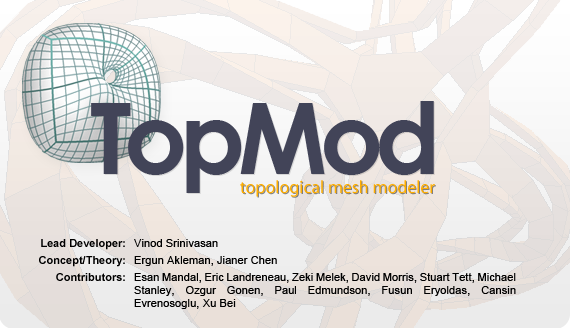 TopMod
topological mesh modeler
Lead Developer: Vinod Srinivasan
Concept/Theory: Ergun Akleman, Jianer Chen
Contributors: Esan Mandal, Eric Landreneau, Zeki Melek, David Morris, Stuart Tett, Michael
Stanley, Ozgur Gonen, Paul Edmundson, Fusun Eryoldas, Cansin
Evrenosoglu, Xu Bei